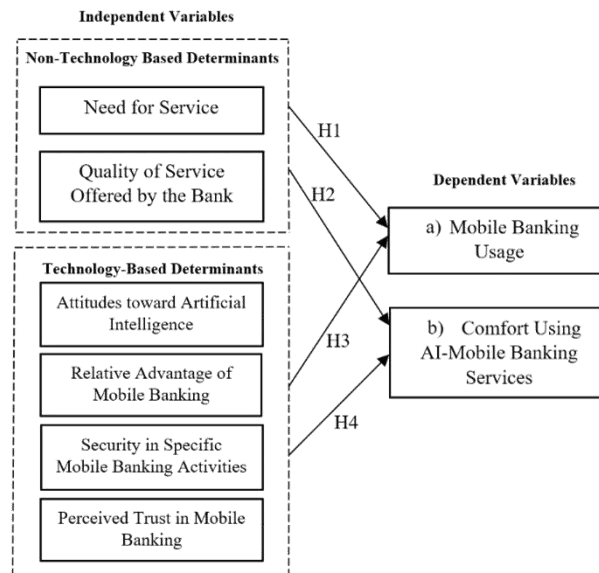 Independent Variables
Non-Technology Based Determinants
Need for Service
Quality of Service
Offered by the Bank
H1
H2
Technology-Based Determinants
Attitudes toward Artificial
Intelligence
Relative Advantage of
Mobile Banking
Security in Specific
Mobile Banking Activities
Perceived Trust in Mobile
Banking
H3
H4
Dependent Variables
a) Mobile Banking
Usage
b) Comfort Using
AI-Mobile Banking
Services